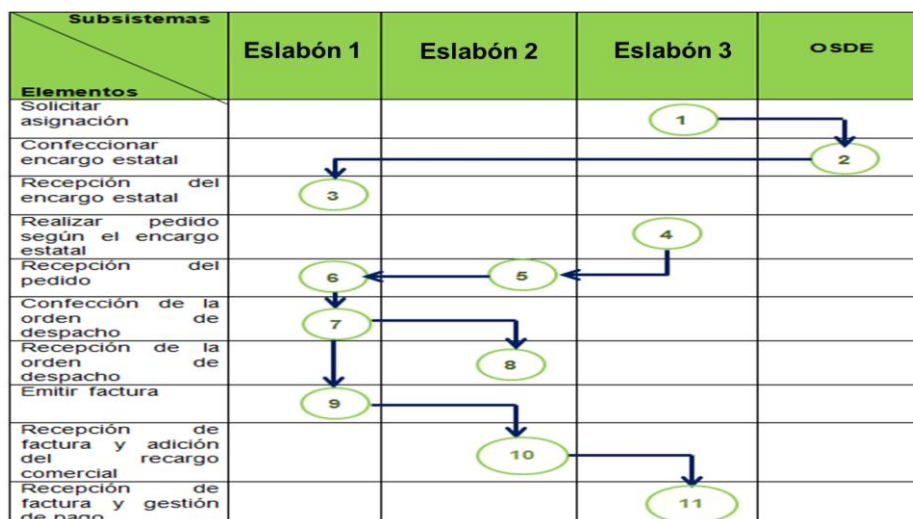 Subsistemas
Elementos
Eslabón 1
Eslabón 2
Eslabón 3
OSDE
Solicitar
asignación
1
Confeccionar
encargo estatal
2
Recepción del
encargo estatal
3
Realizar pedido
según el encargo
estatal
4
Recepción del
pedido
6
5
Confección de la
orden de
despacho
7
Recepción de la
orden de
despacho
8
Emitir factura
9
Recepción de
factura y adición
del recargo
comercial
10
Recepción de
factura y gestión
de pago
11